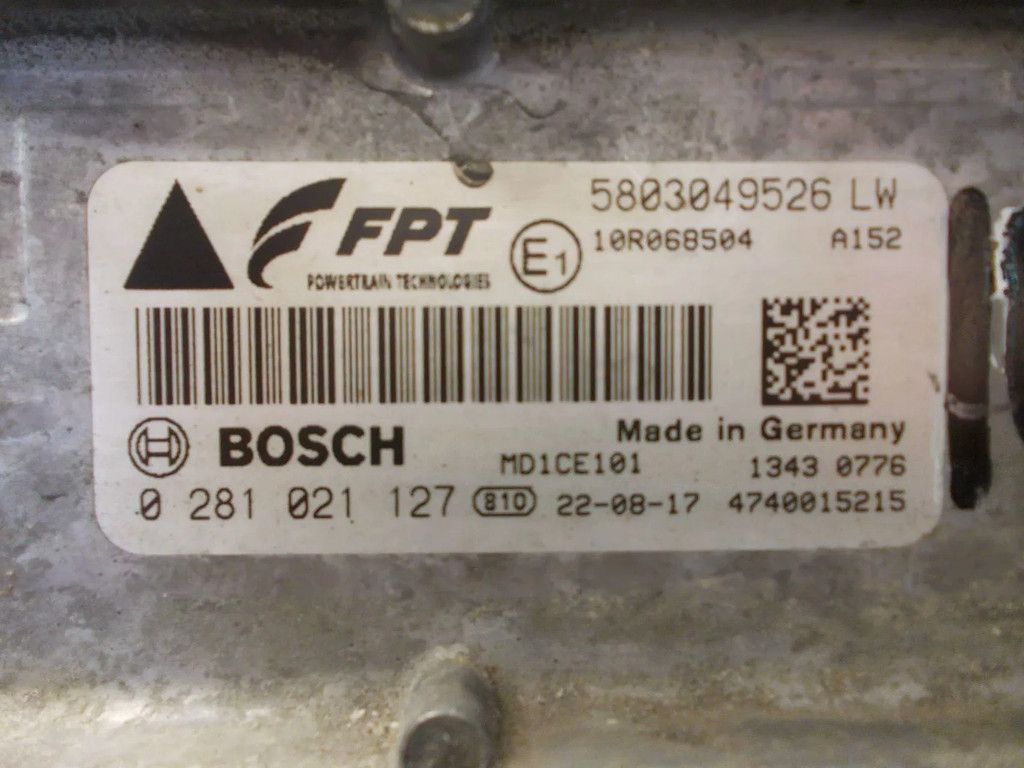 FPT
POWERTRAIN TECHNOLOGIES
5803049526 LW
E1
10R068504 A152
BOSCH
Made in Germany
MD1CE101
1343 0776
0 281 021 127 810 22-08-17 4740015215